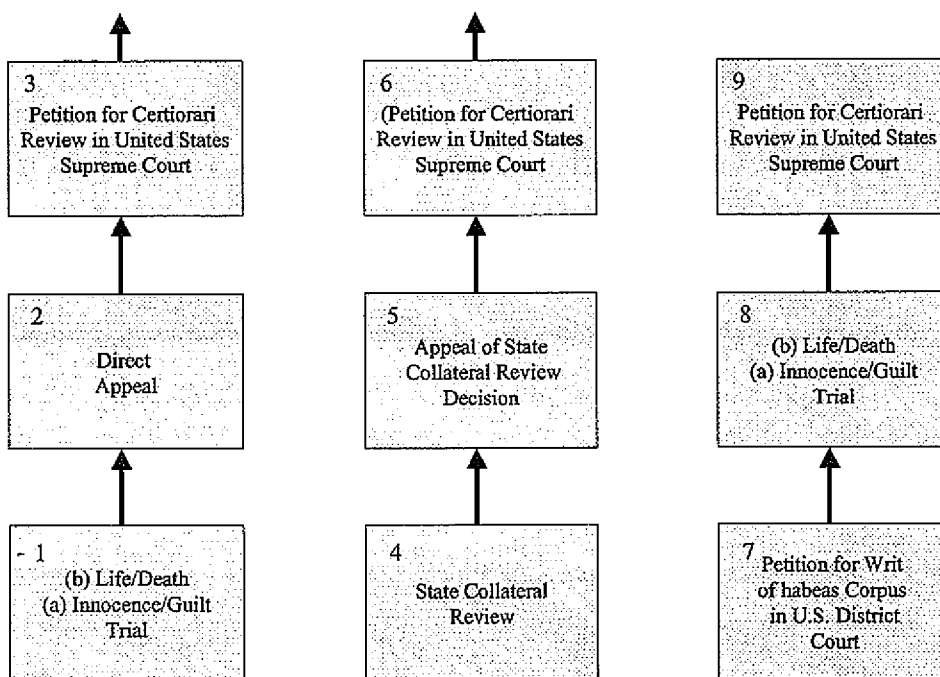 3
Petition for Certiorari
Review in United States
Supreme Court
6
(Petition for Certiorari
Review in United States
Supreme Court
9
Petition for Certiorari
Review in United States
Supreme Court
2
Direct
Appeal
5
Appeal of State
Collateral Review
Decision
8
(b) Life/Death
(a) Innocence/Guilt
Trial
- 1
(b) Life/Death
(a) Innocence/Guilt
Trial
4
State Collateral
Review
7
Petition for Writ
of habeas Corpus
in U.S. District
Court